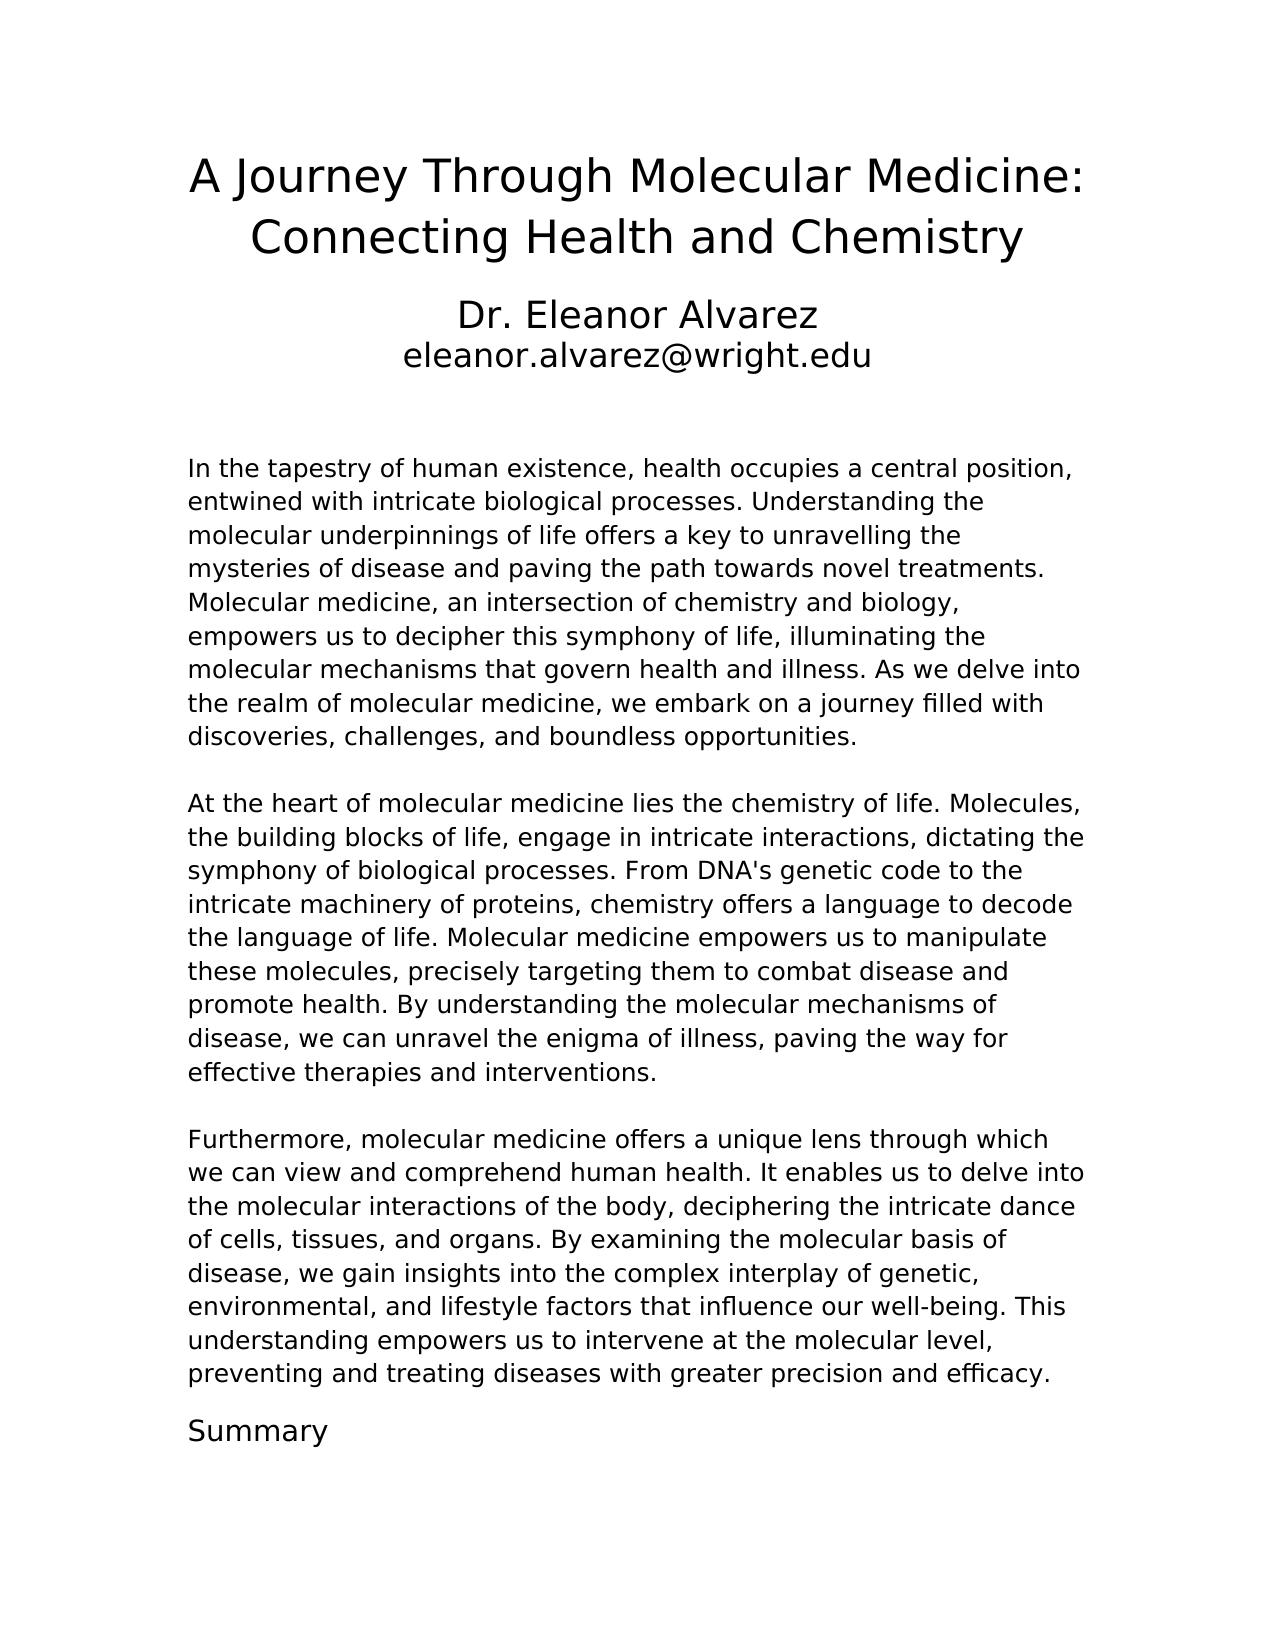 A Journey Through Molecular Medicine:
Connecting Health and Chemistry
Dr. Eleanor Alvarez
eleanor.alvarez@wright.edu
In the tapestry of human existence, health occupies a central position,
entwined with intricate biological processes. Understanding the
molecular underpinnings of life offers a key to unravelling the
mysteries of disease and paving the path towards novel treatments.
Molecular medicine, an intersection of chemistry and biology,
empowers us to decipher this symphony of life, illuminating the
molecular mechanisms that govern health and illness. As we delve into
the realm of molecular medicine, we embark on a journey filled with
discoveries, challenges, and boundless opportunities.
At the heart of molecular medicine lies the chemistry of life. Molecules,
the building blocks of life, engage in intricate interactions, dictating the
symphony of biological processes. From DNA's genetic code to the
intricate machinery of proteins, chemistry offers a language to decode
the language of life. Molecular medicine empowers us to manipulate
these molecules, precisely targeting them to combat disease and
promote health. By understanding the molecular mechanisms of
disease, we can unravel the enigma of illness, paving the way for
effective therapies and interventions.
Furthermore, molecular medicine offers a unique lens through which
we can view and comprehend human health. It enables us to delve into
the molecular interactions of the body, deciphering the intricate dance
of cells, tissues, and organs. By examining the molecular basis of
disease, we gain insights into the complex interplay of genetic,
environmental, and lifestyle factors that influence our well-being. This
understanding empowers us to intervene at the molecular level,
preventing and treating diseases with greater precision and efficacy.
Summary